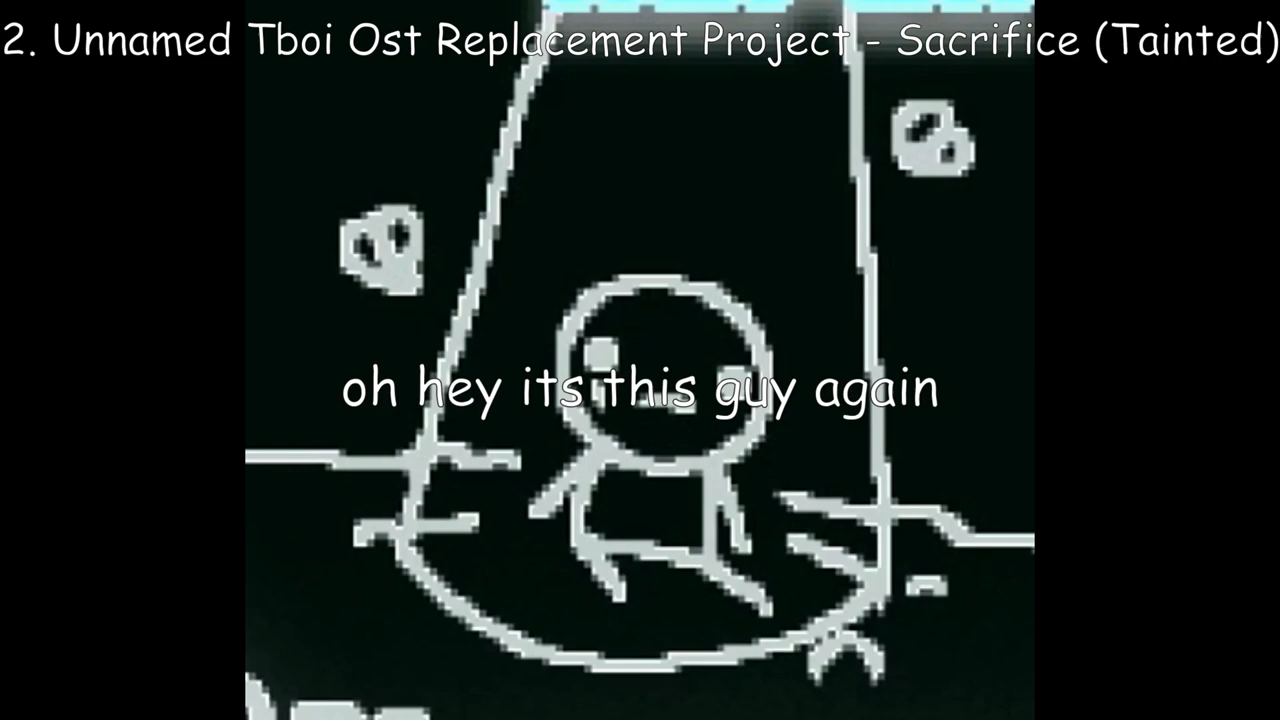 2. Unnamed Tboi Ost Replacement Project - Sacrifice (Tainted)
oh hey its this guy again